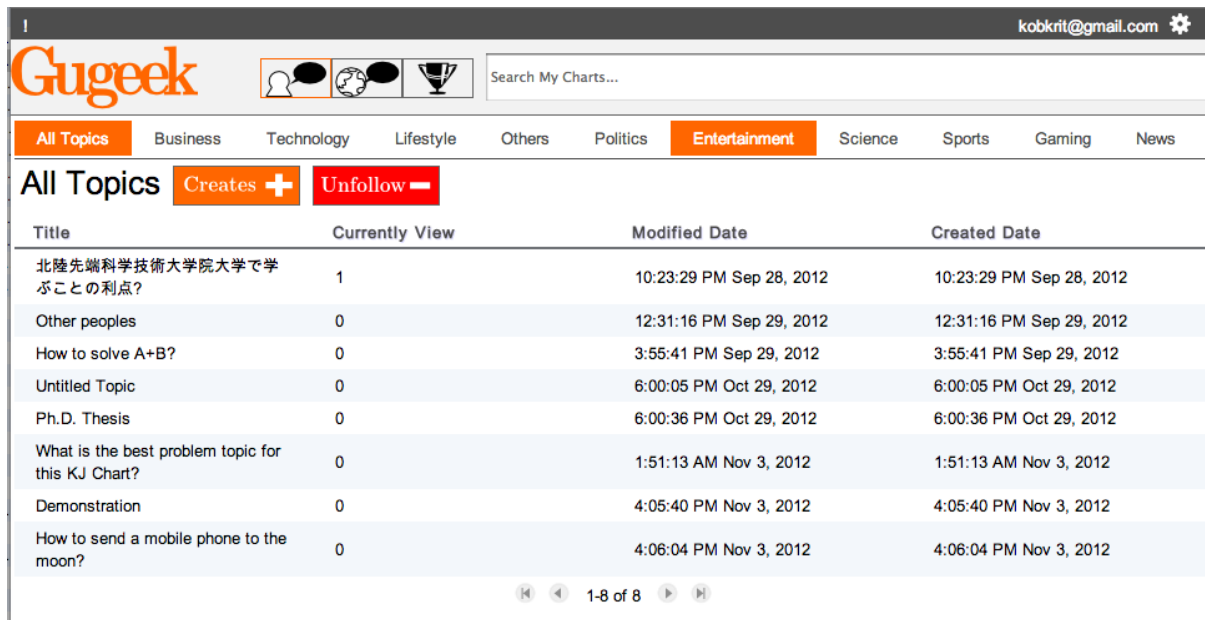 !
kobkrit@gmail.com
Gugeek
Search My Charts...
All Topics Business Technology Lifestyle Others Politics Entertainment Science Sports Gaming News
All Topics Creates Unfollow
Title Currently View Modified Date Created Date
北陸先端科学技術大学院大学で学
ぶことの利点?
1 10:23:29 PM Sep 28, 2012 10:23:29 PM Sep 28, 2012
Other peoples 0 12:31:16 PM Sep 29, 2012 12:31:16 PM Sep 29, 2012
How to solve A+B? 0 3:55:41 PM Sep 29, 2012 3:55:41 PM Sep 29, 2012
Untitled Topic 0 6:00:05 PM Oct 29, 2012 6:00:05 PM Oct 29, 2012
Ph.D. Thesis 0 6:00:36 PM Oct 29, 2012 6:00:36 PM Oct 29, 2012
What is the best problem topic for
this KJ Chart?
0 1:51:13 AM Nov 3, 2012 1:51:13 AM Nov 3, 2012
Demonstration 0 4:05:40 PM Nov 3, 2012 4:05:40 PM Nov 3, 2012
How to send a mobile phone to the
moon?
0 4:06:04 PM Nov 3, 2012 4:06:04 PM Nov 3, 2012
1-8 of 8